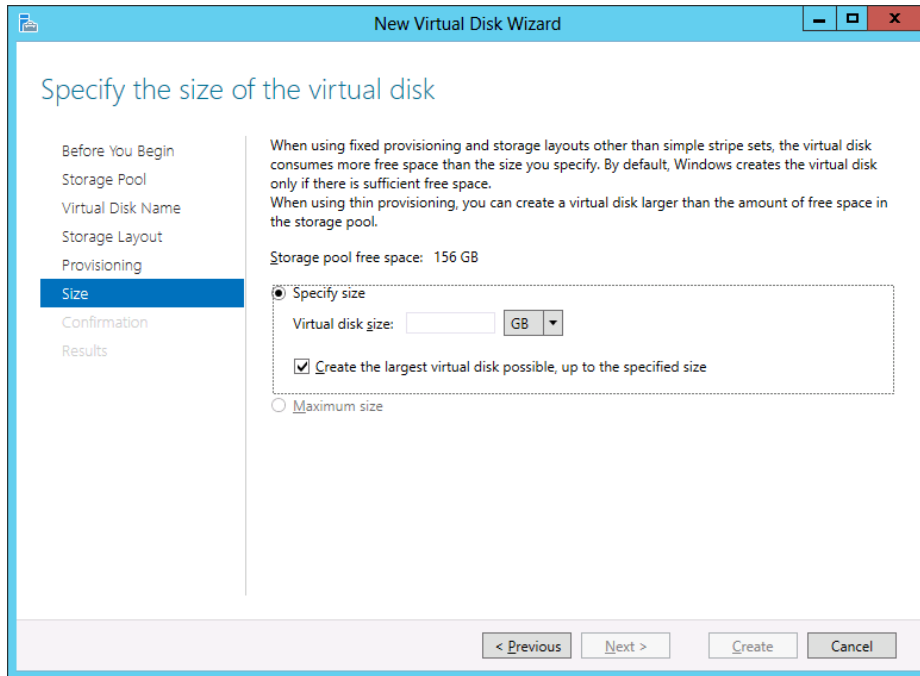 New Virtual Disk Wizard
Specify the size of the virtual disk
Before You Begin
Storage Pool
Virtual Disk Name
Storage Layout
Provisioning
Size
Confirmation
Results
When using fixed provisioning and storage layouts other than simple stripe sets, the virtual disk
consumes more free space than the size you specify. By default, Windows creates the virtual disk
only if there is sufficient free space.
When using thin provisioning, you can create a virtual disk larger than the amount of free space in
the storage pool.
Storage pool free space: 156 GB
Specify size
Virtual disk size: GB
Create the largest virtual disk possible, up to the specified size
Maximum size
< Previous Next > Create Cancel